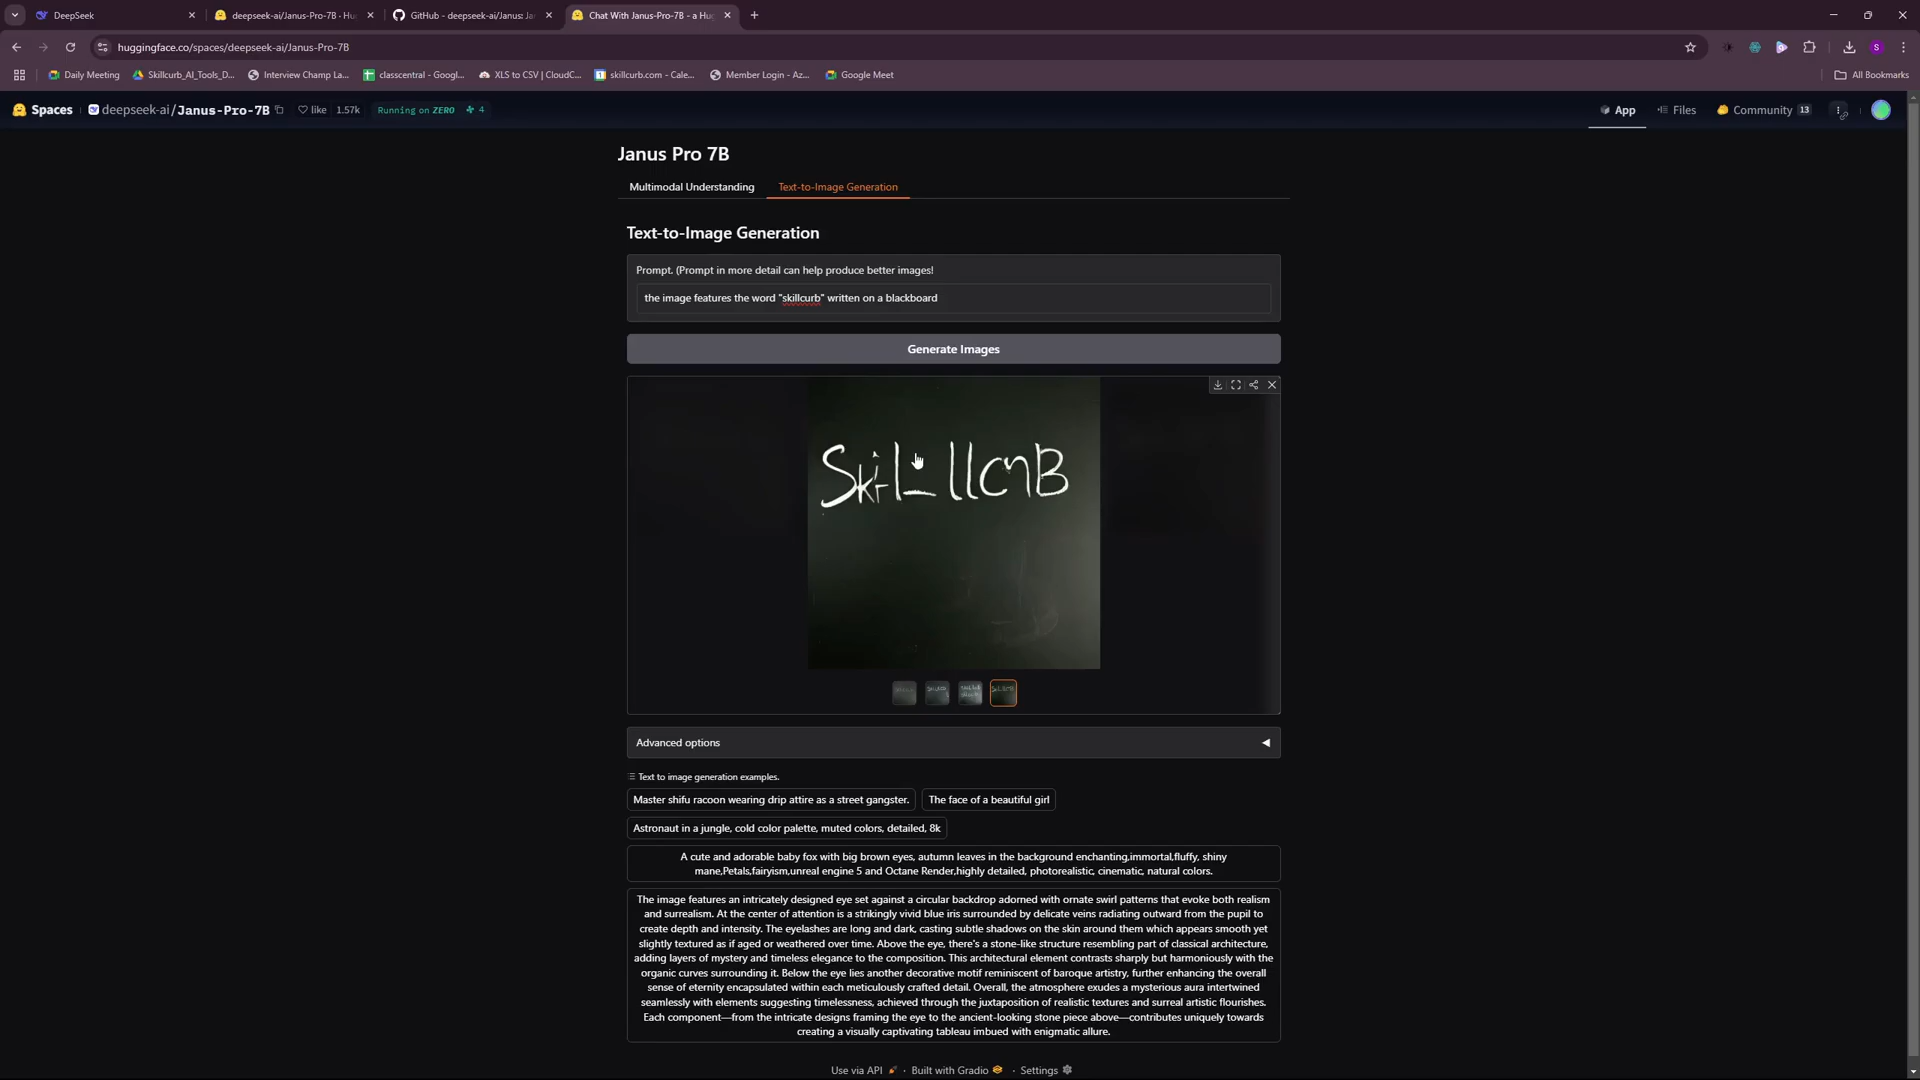 DeepSeek
deepseek-ai/Janus-Pro-7B · Hu
GitHub - deepseek-ai/Janus: Ja
Chat With Janus-Pro-7B - a Hu
huggingface.co/spaces/deepseek-ai/Janus-Pro-7B
Daily Meeting
Skillcurb_AI_Tools_D...
Interview Champ La...
classcentral - Googl...
XLS to CSV | CloudC...
skillcurb.com - Cale...
Member Login - Az...
Google Meet
All Bookmarks
Spaces
deepseek-ai/Janus-Pro-7B
like 1.57k
Running on ZERO 4
App
Files
Community 13
Janus Pro 7B
Multimodal Understanding
Text-to-Image Generation
Text-to-Image Generation
Prompt. (Prompt in more detail can help produce better images!
the image features the word "skillcurb" written on a blackboard
Generate Images
Advanced options
Text to image generation examples.
Master shifu racoon wearing drip attire as a street gangster.
The face of a beautiful girl
Astronaut in a jungle, cold color palette, muted colors, detailed, 8k
A cute and adorable baby fox with big brown eyes, autumn leaves in the background enchanting,immortal,fluffy, shiny
mane,Petals,fairyism,unreal engine 5 and Octane Render,highly detailed, photorealistic, cinematic, natural colors.
The image features an intricately designed eye set against a circular backdrop adorned with ornate swirl patterns that evoke both realism
and surrealism. At the center of attention is a strikingly vivid blue iris surrounded by delicate veins radiating outward from the pupil to
create depth and intensity. The eyelashes are long and dark, casting subtle shadows on the skin around them which appears smooth yet
slightly textured as if aged or weathered over time. Above the eye, there's a stone-like structure resembling part of classical architecture,
adding layers of mystery and timeless elegance to the composition. This architectural element contrasts sharply but harmoniously with the
organic curves surrounding it. Below the eye lies another decorative motif reminiscent of baroque artistry, further enhancing the overall
sense of eternity encapsulated within each meticulously crafted detail. Overall, the atmosphere exudes a mysterious aura intertwined
seamlessly with elements suggesting timelessness, achieved through the juxtaposition of realistic textures and surreal artistic flourishes.
Each component—from the intricate designs framing the eye to the ancient-looking stone piece above—contributes uniquely towards
creating a visually captivating tableau imbued with enigmatic allure.
Use via API · Built with Gradio · Settings